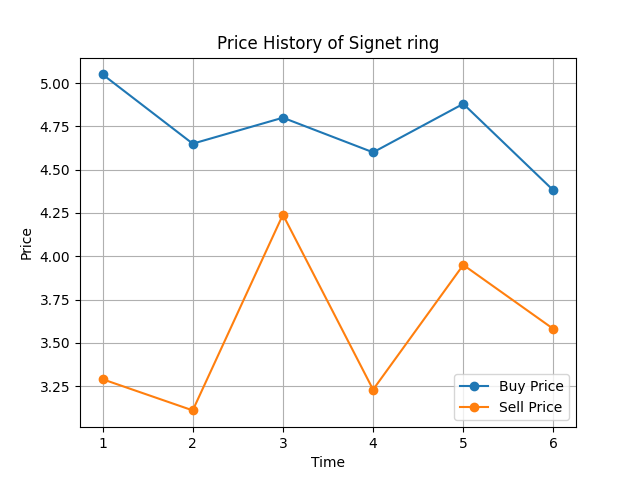 Price History of Signet ring
Price
5.00
4.75
4.50
4.25
4.00
3.75
3.50
3.25
1 2 3 4 5 6
Time
Buy Price
Sell Price